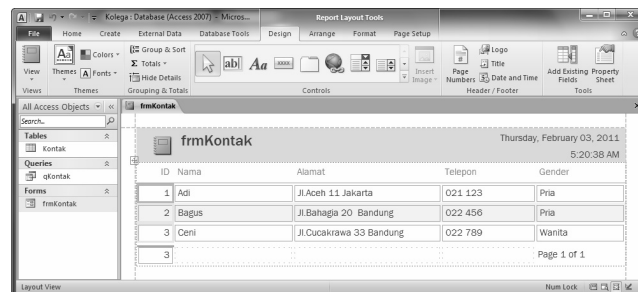 Kolega : Database (Access 2007) - Micros...
Report Layout Tools
File Home Create External Data Database Tools Design Arrange Format Page Setup
View
Views
Themes
Colors
Fonts
Themes
Group & Sort
Totals
Hide Details
Grouping & Totals
ab|
Aa
xxxx
Insert Image
Controls
Page Numbers
Logo
Title
Date and Time
Header / Footer
Add Existing Fields
Property Sheet
Tools
All Access Objects
Search...
Tables
Kontak
Queries
qKontak
Forms
frmKontak
frmKontak
frmKontak
Thursday, February 03, 2011
5:20:38 AM
ID Nama Alamat Telepon Gender
1 Adi Jl.Aceh 11 Jakarta 021 123 Pria
2 Bagus Jl.Bahagia 20 Bandung 022 456 Pria
3 Ceni Jl.Cucakrawa 33 Bandung 022 789 Wanita
3 Page 1 of 1
Layout View
Num Lock